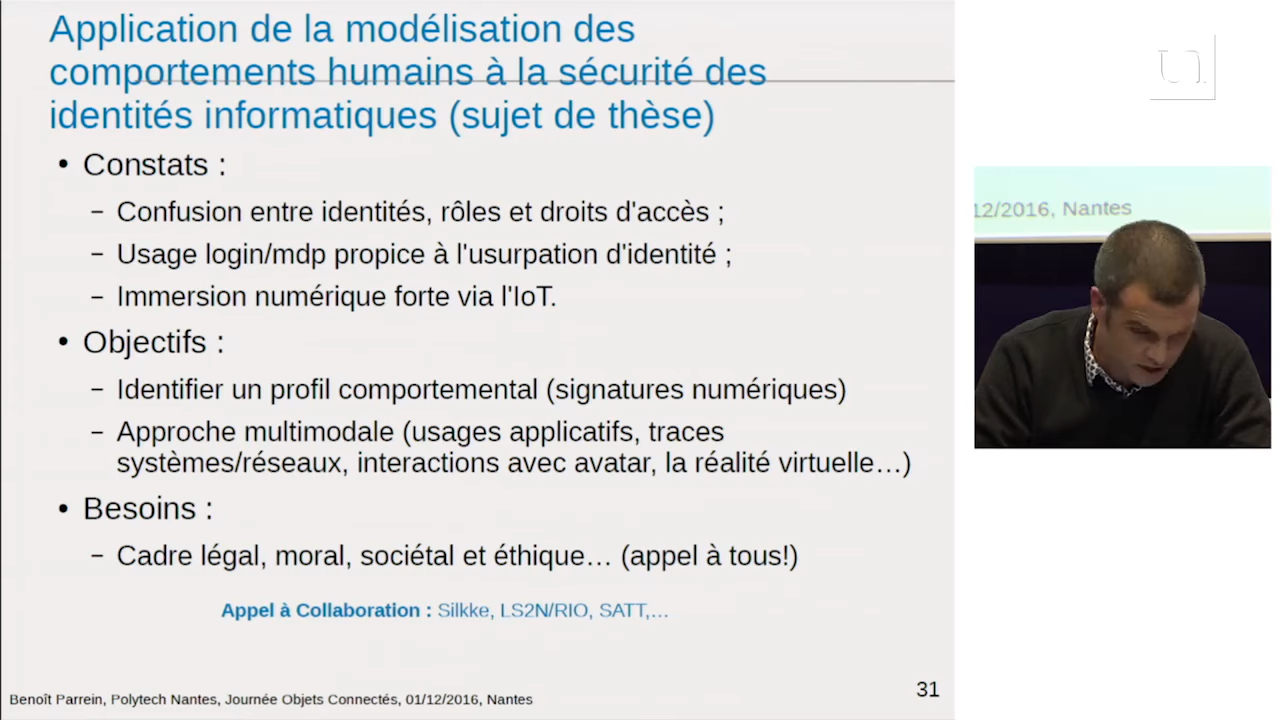 Application de la modélisation des
comportements humains à la sécurité des
identités informatiques (sujet de thèse)
• Constats :
– Confusion entre identités, rôles et droits d'accès ;
– Usage login/mdp propice à l'usurpation d'identité ;
– Immersion numérique forte via l'IoT.
• Objectifs :
– Identifier un profil comportemental (signatures numériques)
– Approche multimodale (usages applicatifs, traces
systèmes/réseaux, interactions avec avatar, la réalité virtuelle…)
• Besoins :
– Cadre légal, moral, sociétal et éthique… (appel à tous!)
Appel à Collaboration : Silkke, LS2N/RIO, SATT,…
Benoît Parrein, Polytech Nantes, Journée Objets Connectés, 01/12/2016, Nantes
31
12/2016, Nantes